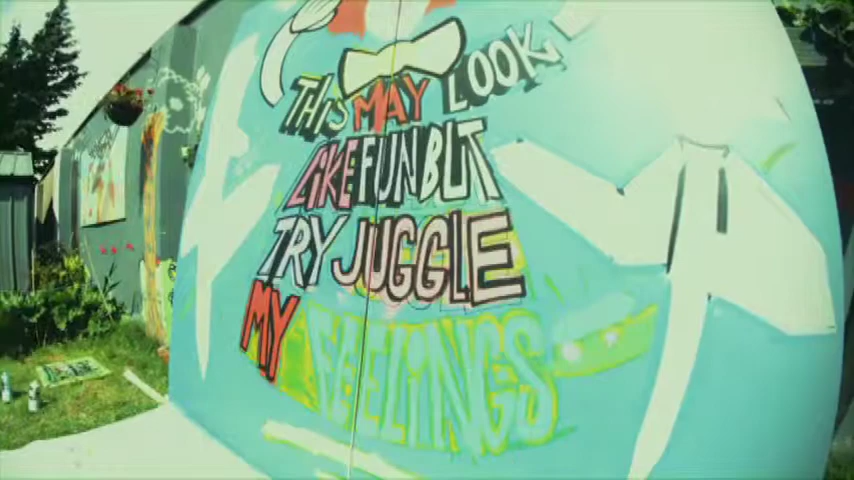 THIS MAY LOOK
LIKE FUN BUT
TRY JUGGLE
MY FEELINGS